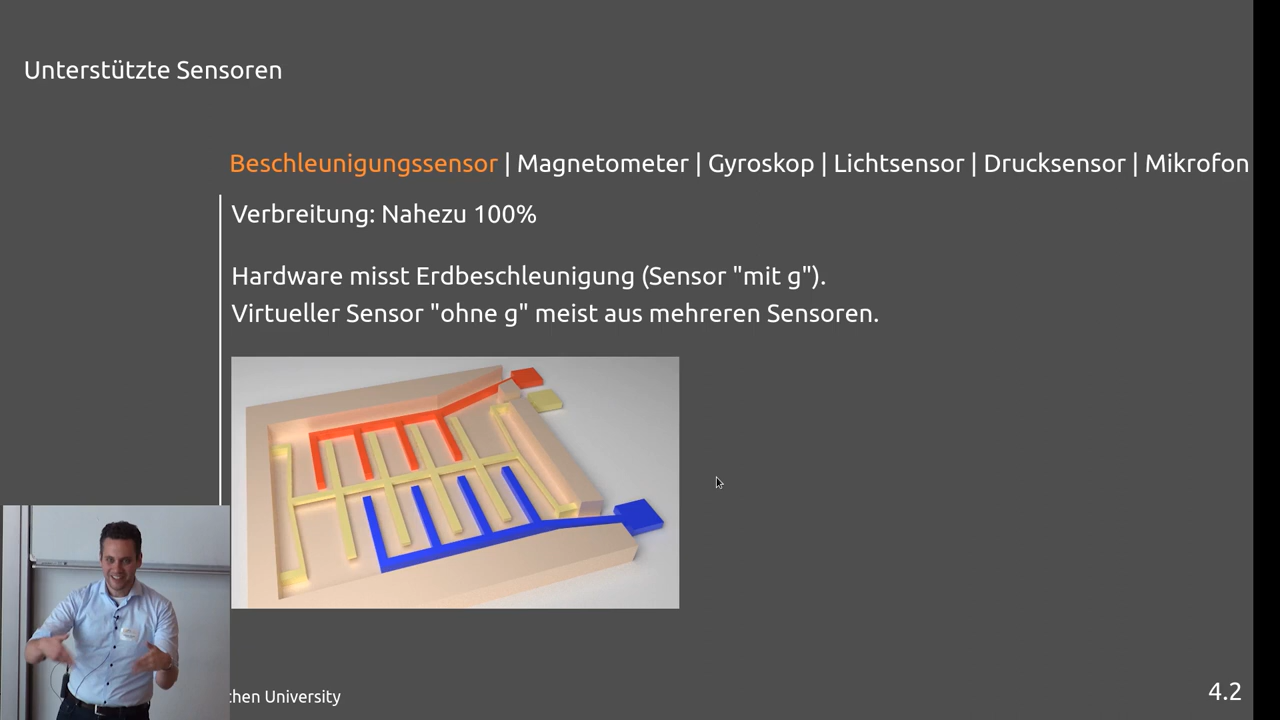 Unterstützte Sensoren
Beschleunigungssensor | Magnetometer | Gyroskop | Lichtsensor | Drucksensor | Mikrofon
Verbreitung: Nahezu 100%
Hardware misst Erdbeschleunigung (Sensor "mit g").
Virtueller Sensor "ohne g" meist aus mehreren Sensoren.
chen University
4.2